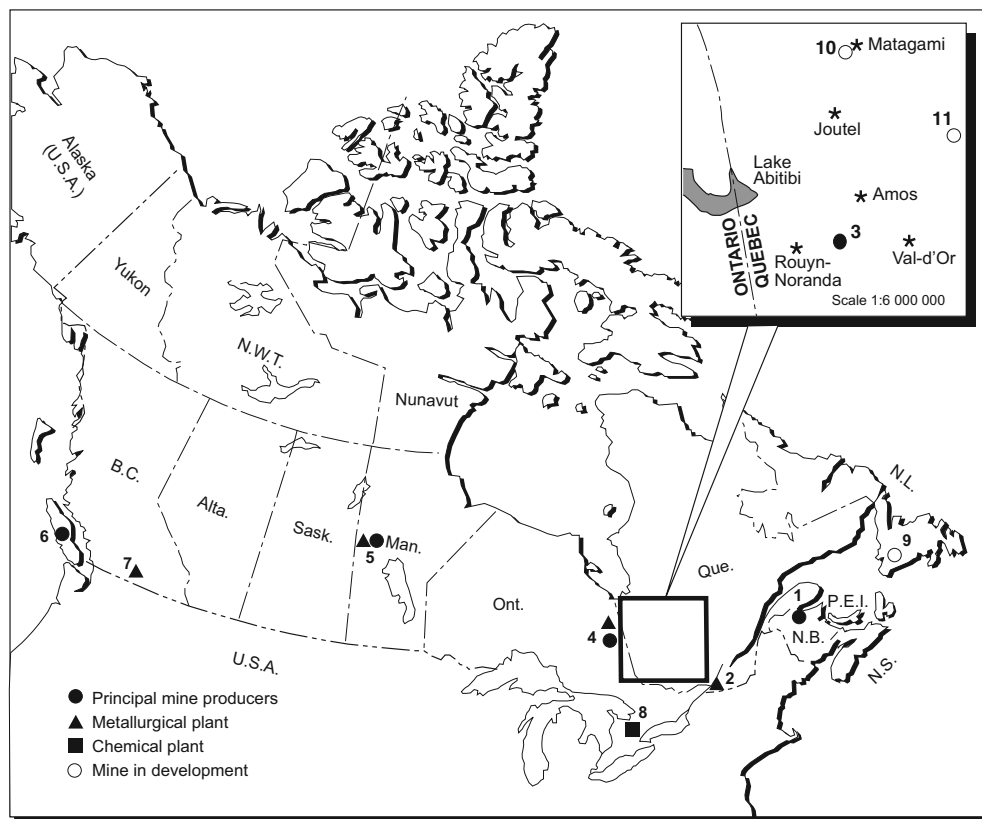 10
Matagami
11
Joutel
Lake
Abitibi
Amos
3
ONTARIO
QUEBEC
Rouyn-
Noranda
Val-d'Or
Scale 1:6 000 000
Alaska
(U.S.A.)
Yukon
N.W.T.
Nunavut
B.C.
Alta.
Sask.
Man.
5
6
7
Ont.
4
Que.
N.L.
9
1
P.E.I.
N.B.
N.S.
2
8
U.S.A.
Principal mine producers
Metallurgical plant
Chemical plant
Mine in development